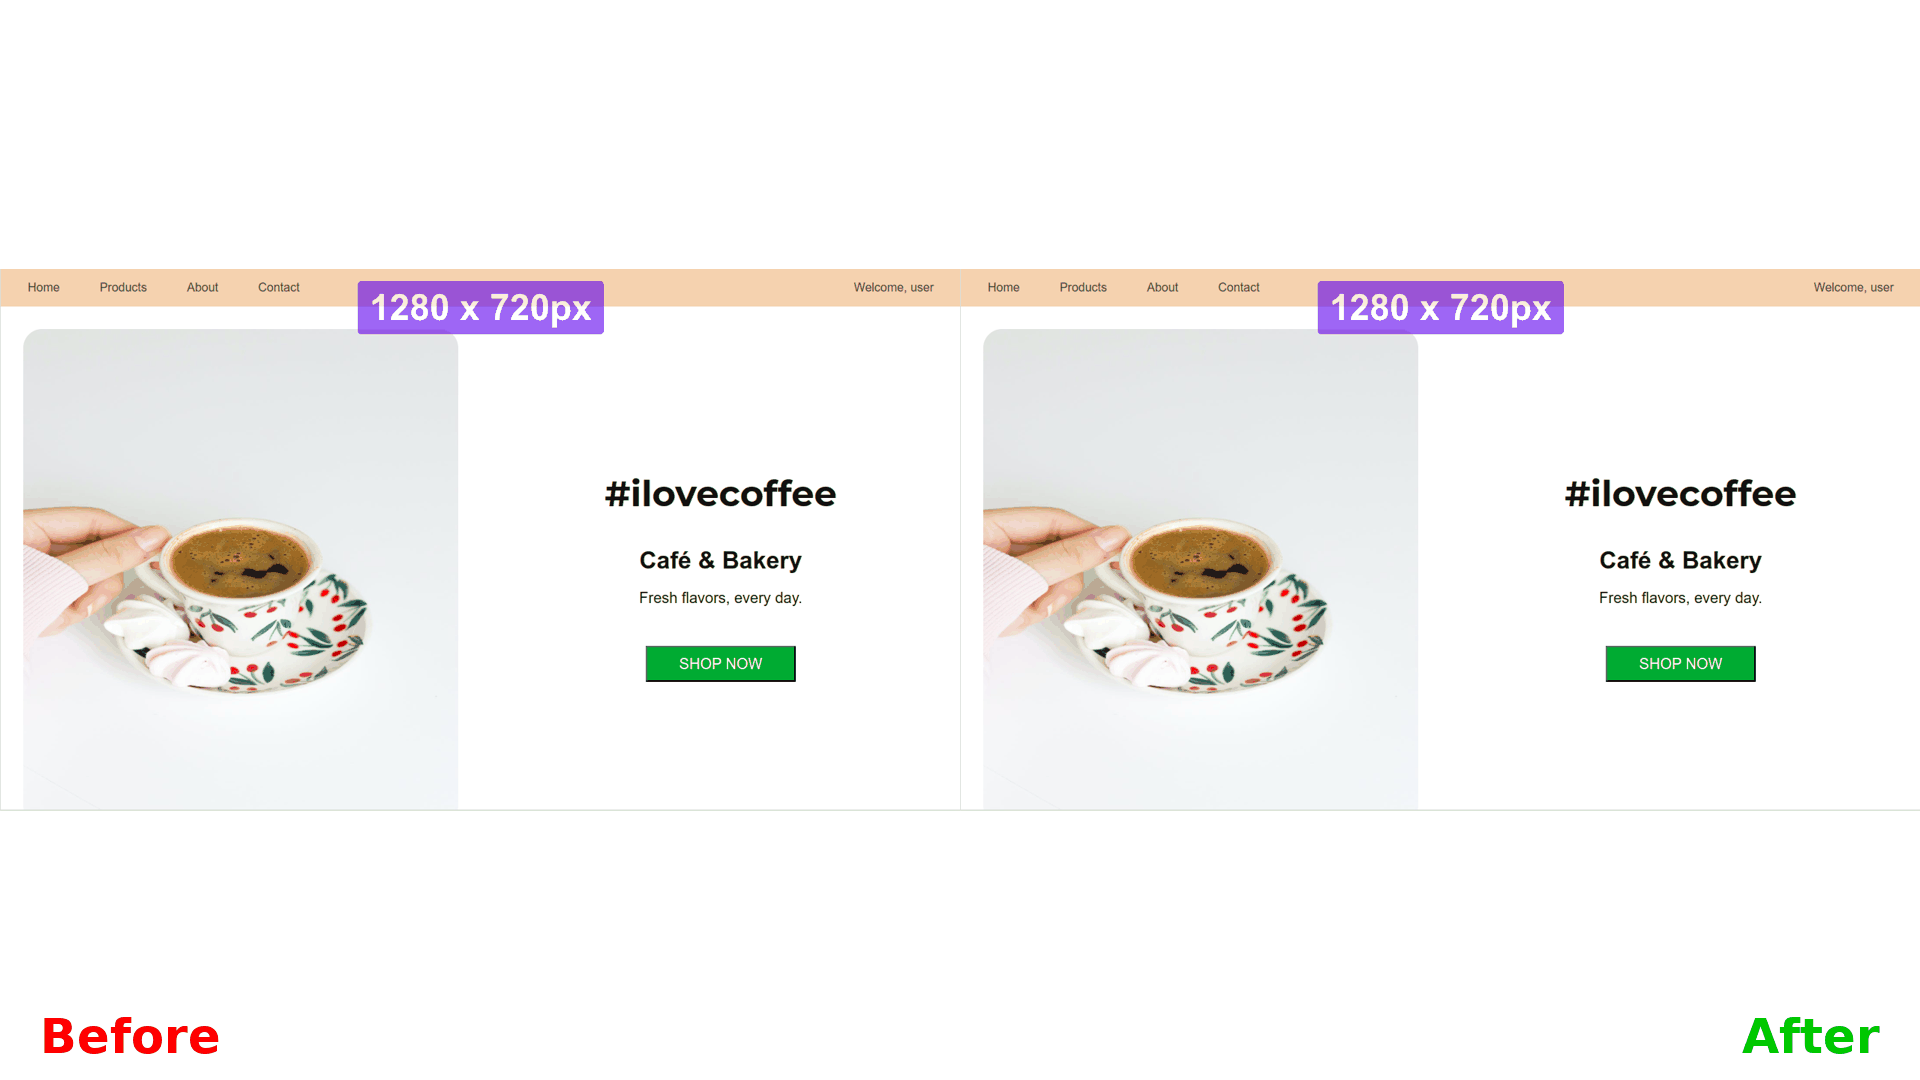 Home Products About Contact Welcome, user
1280 x 720px
#ilovecoffee
Café & Bakery
Fresh flavors, every day.
SHOP NOW
Home Products About Contact Welcome, user
1280 x 720px
#ilovecoffee
Café & Bakery
Fresh flavors, every day.
SHOP NOW
Before
After